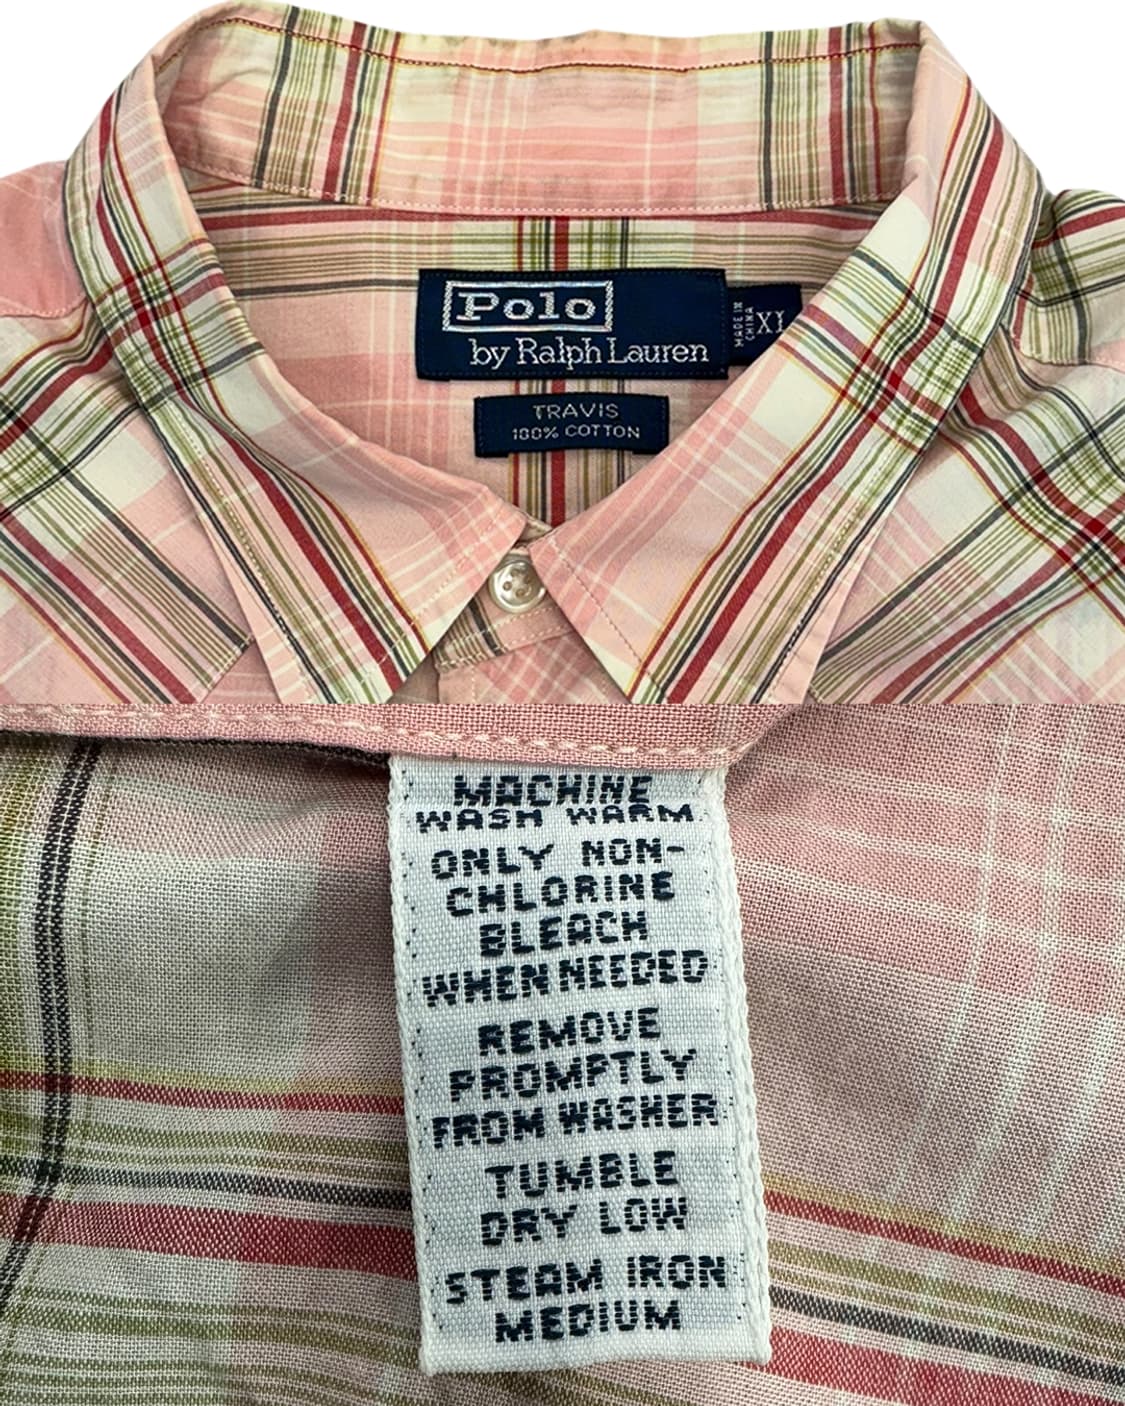 Polo
by Ralph Lauren
MADE IN
CHINA
XL
TRAVIS
100% COTTON
MACHINE
WASH WARM
ONLY NON-
CHLORINE
BLEACH
WHEN NEEDED
REMOVE
PROMPTLY
FROM WASHER
TUMBLE
DRY LOW
STEAM IRON
MEDIUM